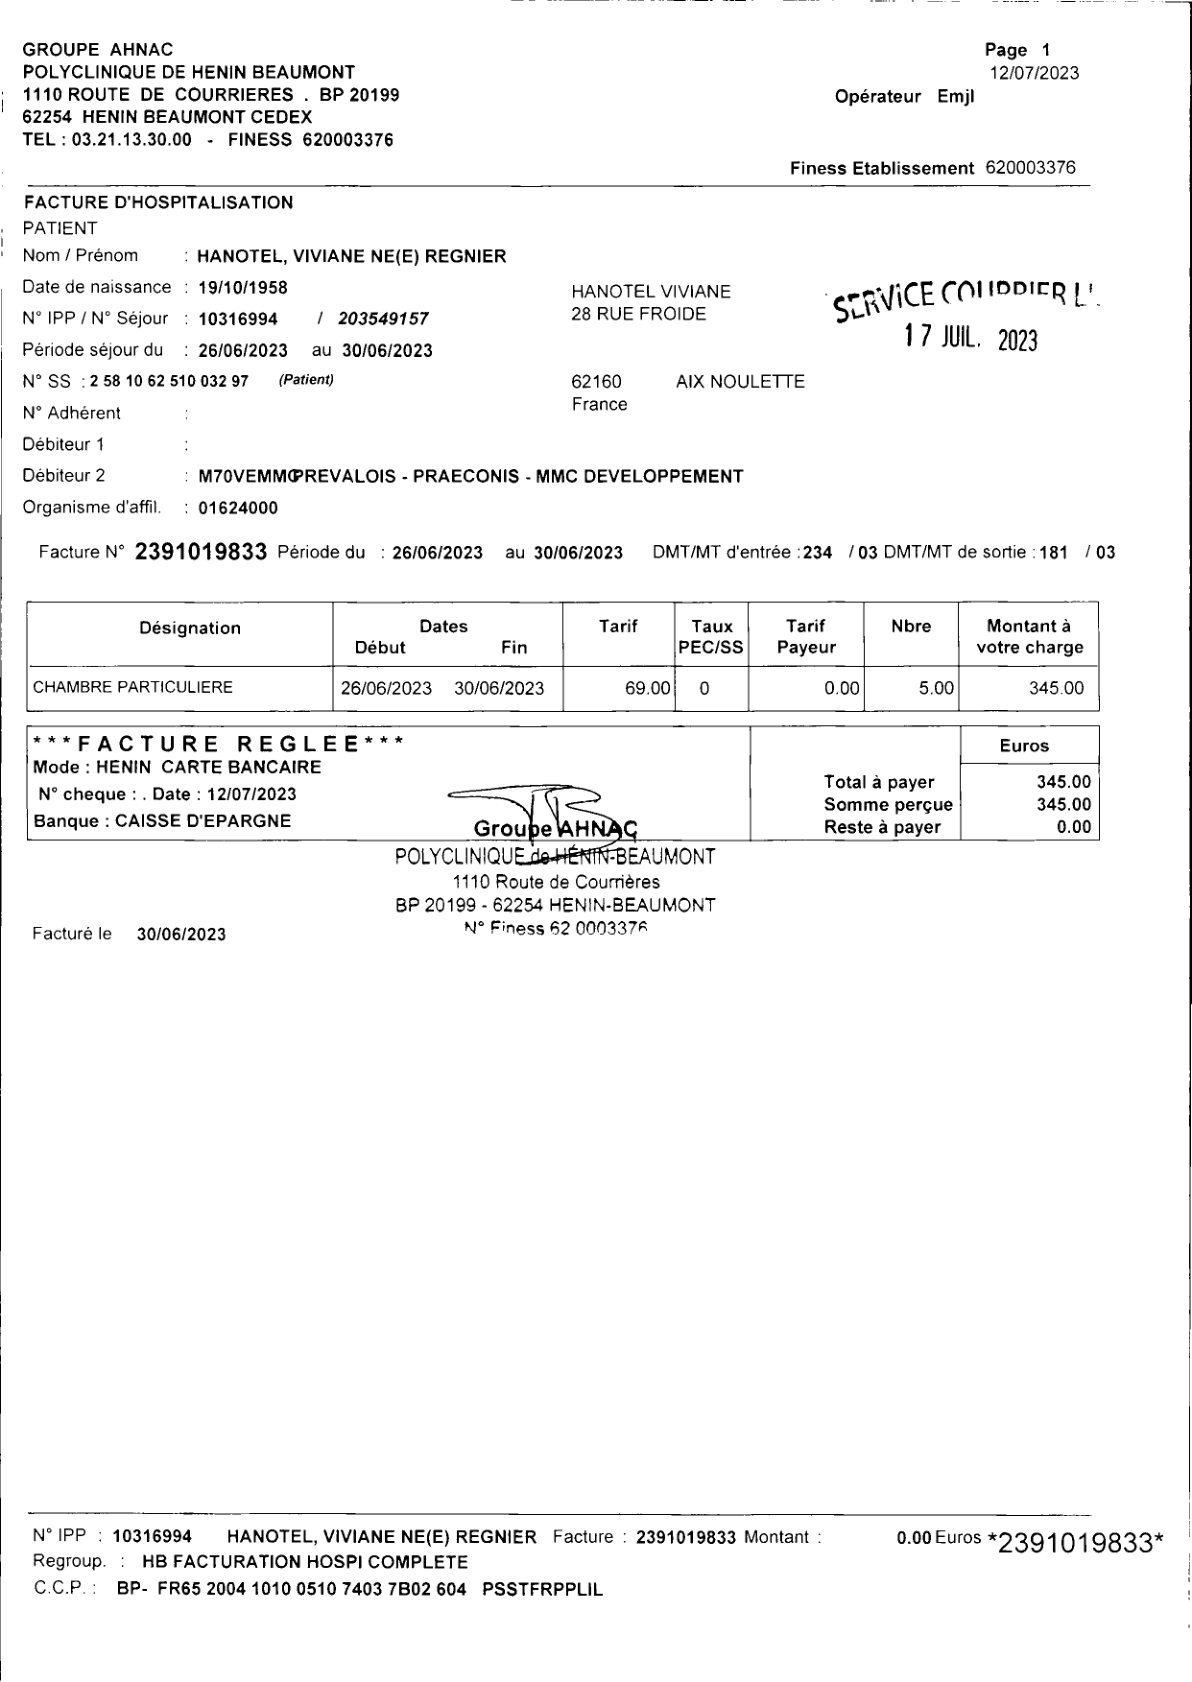 GROUPE AHNAC
POLYCLINIQUE DE HENIN BEAUMONT
1110 ROUTE DE COURRIERES . BP 20199
62254 HENIN BEAUMONT CEDEX
TEL : 03.21.13.30.00 - FINESS 620003376
Page 1
12/07/2023
Opérateur Emjl
Finess Etablissement 620003376
FACTURE D'HOSPITALISATION
PATIENT
Nom / Prénom : HANOTEL, VIVIANE NE(E) REGNIER
Date de naissance : 19/10/1958
N° IPP / N° Séjour : 10316994 / 203549157
Période séjour du : 26/06/2023 au 30/06/2023
N° SS : 2 58 10 62 510 032 97 (Patient)
N° Adhérent :
Débiteur 1 :
HANOTEL VIVIANE
28 RUE FROIDE
62160 AIX NOULETTE
France
SERVICE COURRIER
17 JUIL. 2023
Débiteur 2 : M70VEMMC PREVALOIS - PRAECONIS - MMC DEVELOPPEMENT
Organisme d'affil. : 01624000
Facture N° 2391019833 Période du : 26/06/2023 au 30/06/2023 DMT/MT d'entrée : 234 / 03 DMT/MT de sortie : 181 / 03
Désignation Dates Tarif Taux Tarif Nbre Montant à
Début Fin PEC/SS Payeur votre charge
CHAMBRE PARTICULIERE 26/06/2023 30/06/2023 69.00 0 0.00 5.00 345.00
***FACTURE REGLEE***
Mode : HENIN CARTE BANCAIRE
N° cheque : . Date : 12/07/2023
Banque : CAISSE D'EPARGNE
Euros
Total à payer 345.00
Somme perçue 345.00
Reste à payer 0.00
Groupe AHNAC
POLYCLINIQUE de HÉNIN-BEAUMONT
1110 Route de Courrières
BP 20199 - 62254 HENIN-BEAUMONT
N° Finess 62 0003376
Facturé le 30/06/2023
N° IPP : 10316994 HANOTEL, VIVIANE NE(E) REGNIER Facture : 2391019833 Montant : 0.00 Euros *2391019833*
Regroup. : HB FACTURATION HOSPI COMPLETE
C.C.P. : BP- FR65 2004 1010 0510 7403 7B02 604 PSSTFRPPLIL